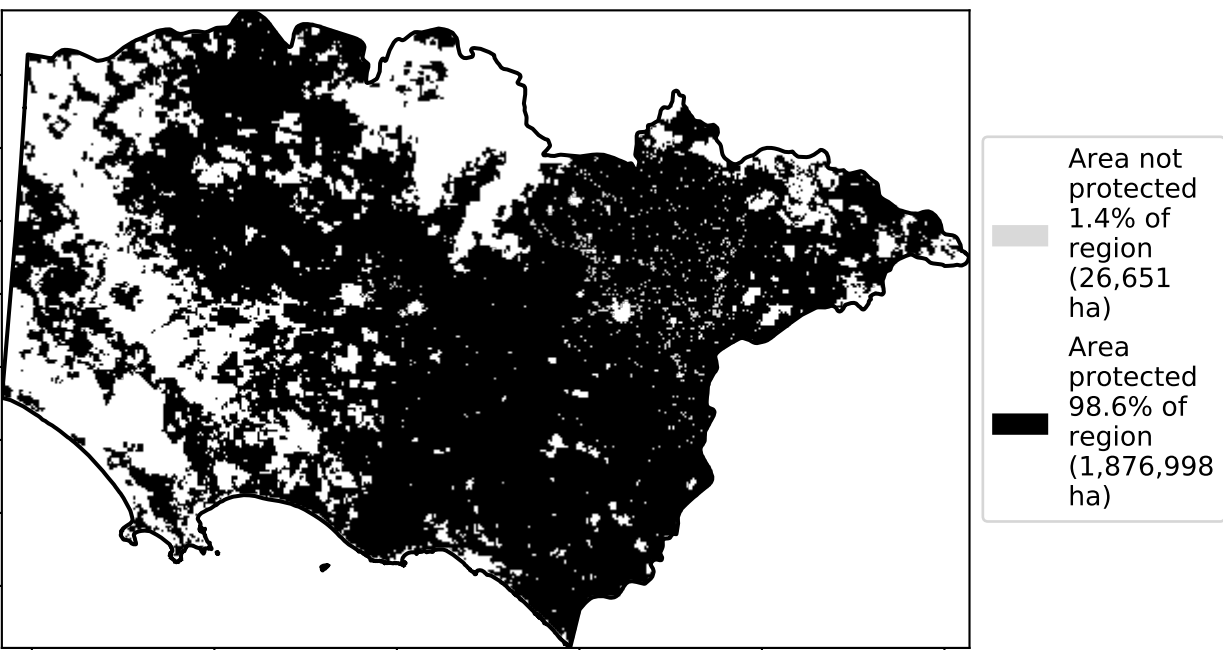 Area not
protected
1.4% of
region
(26,651
ha)
Area
protected
98.6% of
region
(1,876,998
ha)